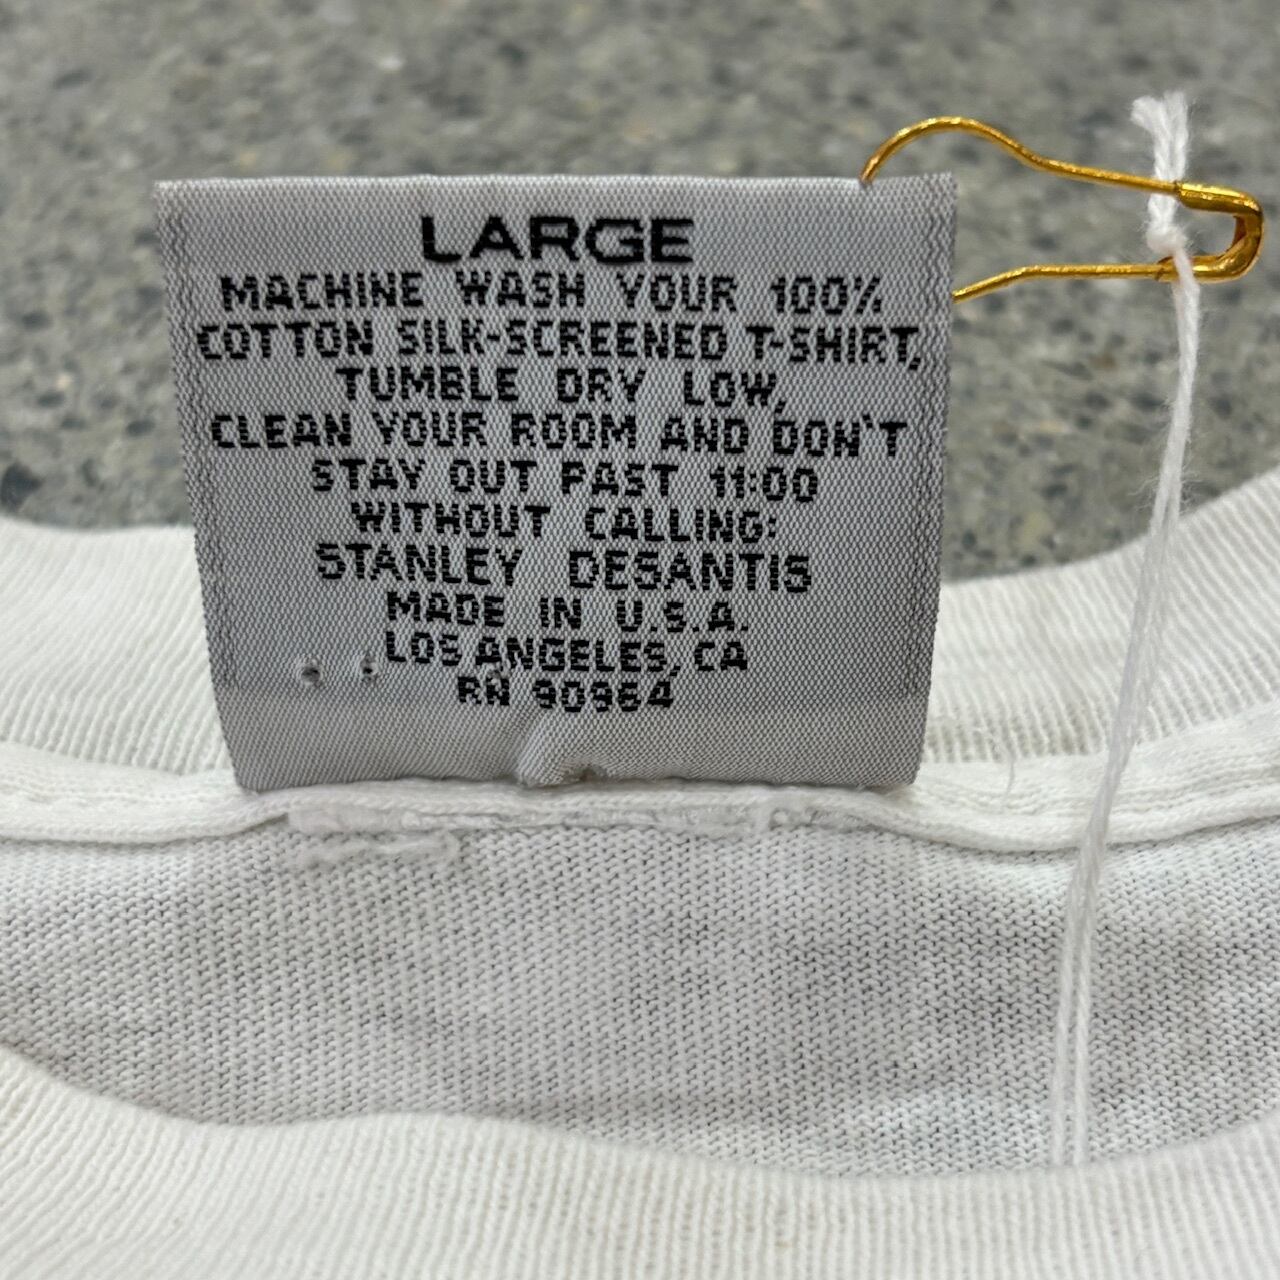 LARGE
MACHINE WASH YOUR 100%
COTTON SILK-SCREENED T-SHIRT,
TUMBLE DRY LOW,
CLEAN YOUR ROOM AND DON'T
STAY OUT PAST 11:00
WITHOUT CALLING:
STANLEY DESANTIS
MADE IN U.S.A.
LOS ANGELES, CA
RN 90964